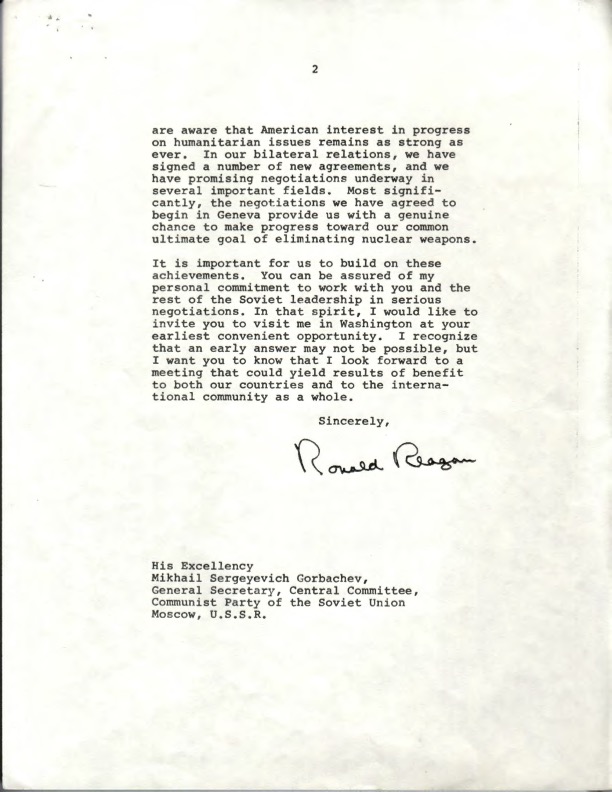 2
are aware that American interest in progress
on humanitarian issues remains as strong as
ever. In our bilateral relations, we have
signed a number of new agreements, and we
have promising negotiations underway in
several important fields. Most signifi-
cantly, the negotiations we have agreed to
begin in Geneva provide us with a genuine
chance to make progress toward our common
ultimate goal of eliminating nuclear weapons.
It is important for us to build on these
achievements. You can be assured of my
personal commitment to work with you and the
rest of the Soviet leadership in serious
negotiations. In that spirit, I would like to
invite you to visit me in Washington at your
earliest convenient opportunity. I recognize
that an early answer may not be possible, but
I want you to know that I look forward to a
meeting that could yield results of benefit
to both our countries and to the interna-
tional community as a whole.
Sincerely,
Ronald Reagan
His Excellency
Mikhail Sergeyevich Gorbachev,
General Secretary, Central Committee,
Communist Party of the Soviet Union
Moscow, U.S.S.R.